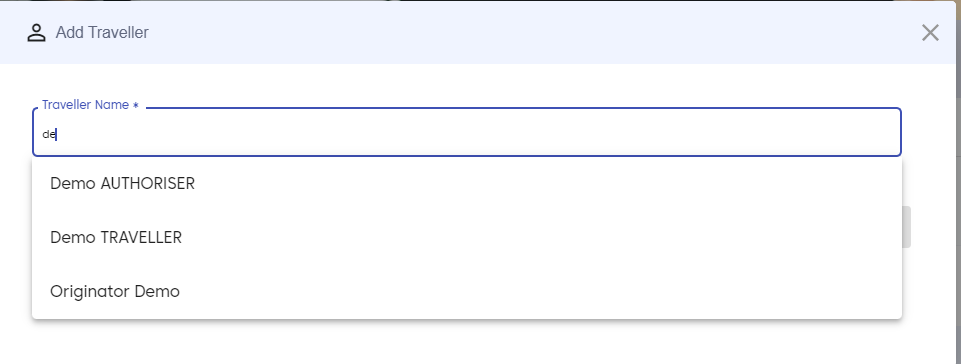 Add Traveller
Traveller Name *
de
Demo AUTHORISER
Demo TRAVELLER
Originator Demo